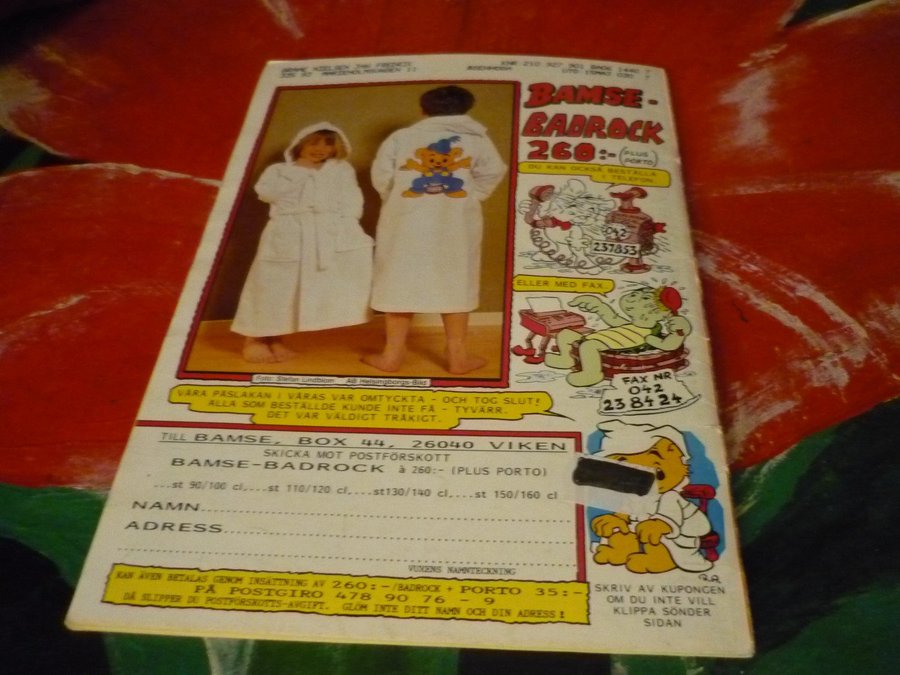 BAMSE-
BADROCK
260:- (PLUS PORTO)
DU KAN OCKSÅ BESTÄLLA
I TELEFON.
042
237853
ELLER MED FAX.
FAX NR
042
238424
Foto: Stefan Lindblom AB Helsingborgs-Bild
VÅRA PÅSLAKAN I VÅRAS VAR OMTYCKTA - OCH TOG SLUT!
ALLA SOM BESTÄLLDE KUNDE INTE FÅ - TYVÄRR.
DET VAR VÄLDIGT TRÅKIGT.
TILL BAMSE, BOX 44, 26040 VIKEN
SKICKA MOT POSTFÖRSKOTT
BAMSE-BADROCK à 260:- (PLUS PORTO)
...st 90/100 cl,....st 110/120 cl,...st130/140 cl,....st 150/160 cl
NAMN
ADRESS
VUXENS NAMNTECKNING
KAN ÄVEN BETALAS GENOM INSÄTTNING AV 260:-/BADROCK + PORTO 35:-
PÅ POSTGIRO 478 90 76 - 9
DÅ SLIPPER DU POSTFÖRSKOTTS-AVGIFT. GLÖM INTE DITT NAMN OCH DIN ADRESS!
R.A.
SKRIV AV KUPONGEN
OM DU INTE VILL
KLIPPA SÖNDER
SIDAN